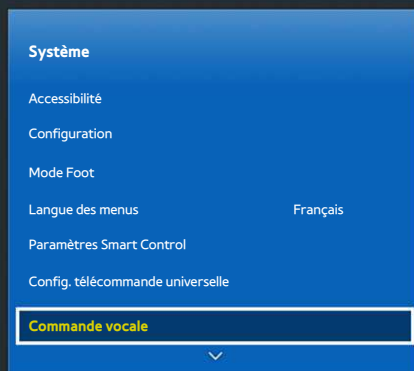 Système
Accessibilité
Configuration
Mode Foot
Langue des menus Français
Paramètres Smart Control
Config. télécommande universelle
Commande vocale